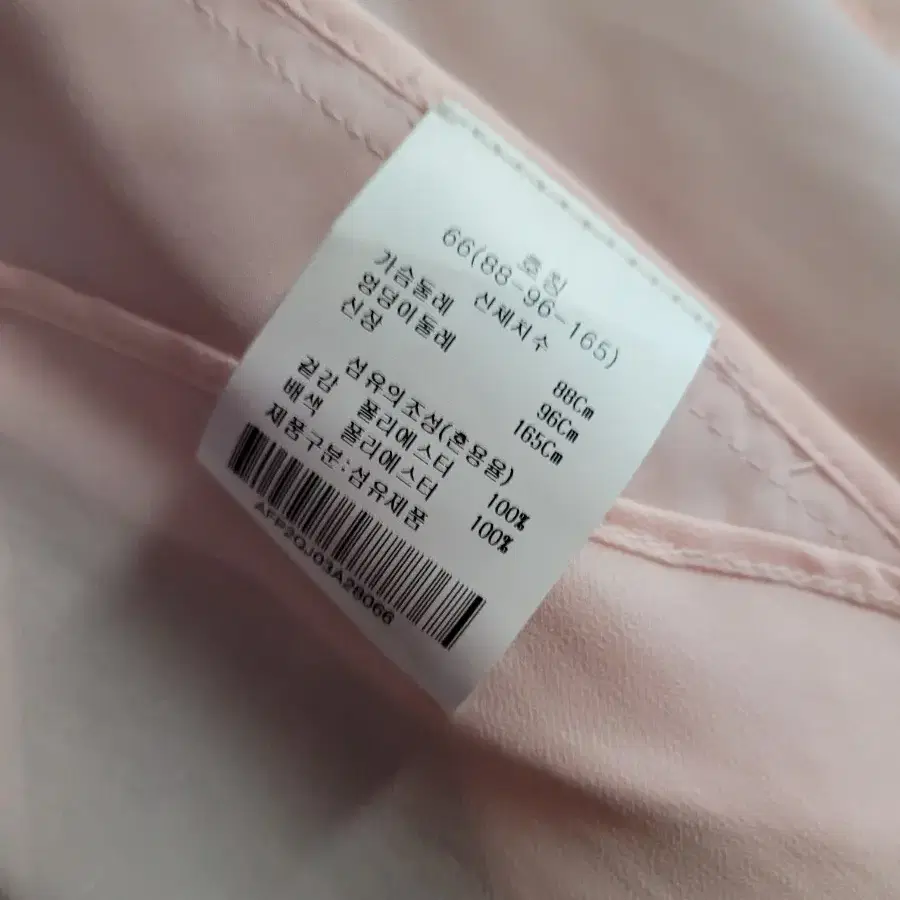 호칭
66(88-96-165)
신체치수
가슴둘레 88Cm
엉덩이둘레 96Cm
신장 165Cm
섬유의조성(혼용율)
겉감 폴리에스터 100%
배색 폴리에스터 100%
제품구분:섬유제품
AFP2QJ03A28066